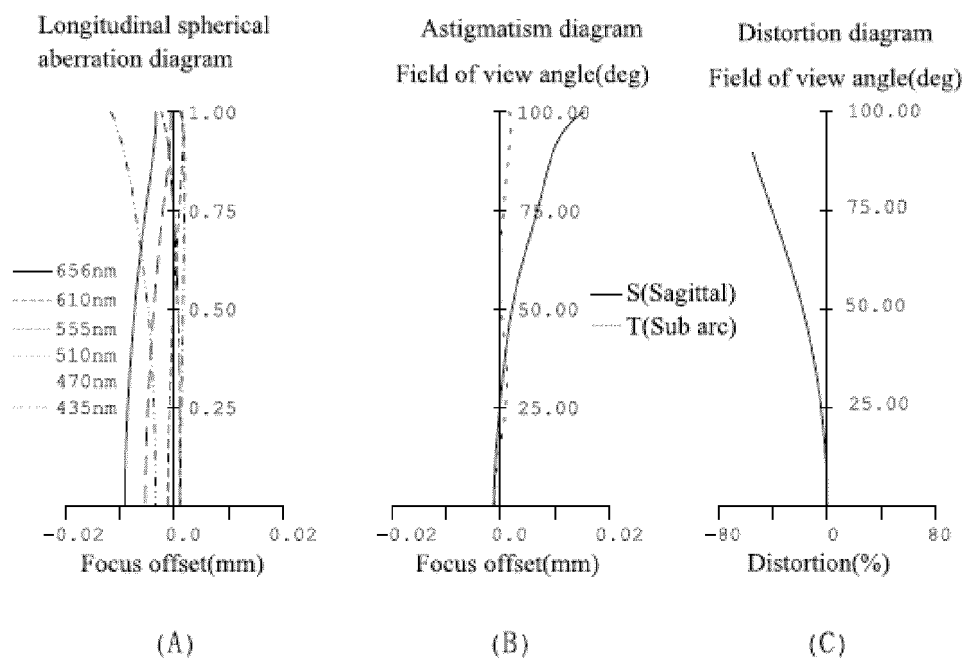 Longitudinal spherical
aberration diagram
1.00
0.75
0.50
0.25
656nm
610nm
555nm
510nm
470nm
435nm
-0.02 0.0 0.02
Focus offset(mm)
(A)
Astigmatism diagram
Field of view angle(deg)
100.00
75.00
50.00
25.00
S(Sagittal)
T(Sub arc)
-0.02 0.0 0.02
Focus offset(mm)
(B)
Distortion diagram
Field of view angle(deg)
100.00
75.00
50.00
25.00
-80 0 80
Distortion(%)
(C)